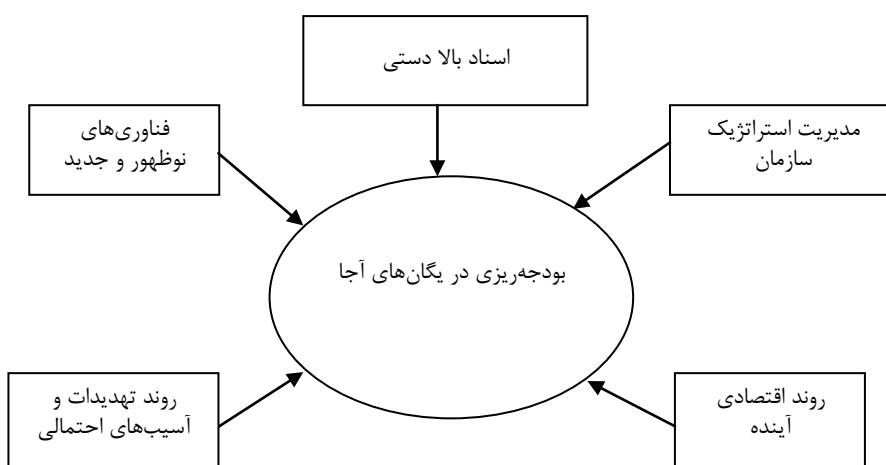 اسناد بالا دستی
مدیریت استراتژیک
سازمان
فناوری‌های
نوظهور و جدید
بودجه‌ریزی در یگان‌های آجا
روند اقتصادی
آینده
روند تهدیدات و
آسیب‌های احتمالی